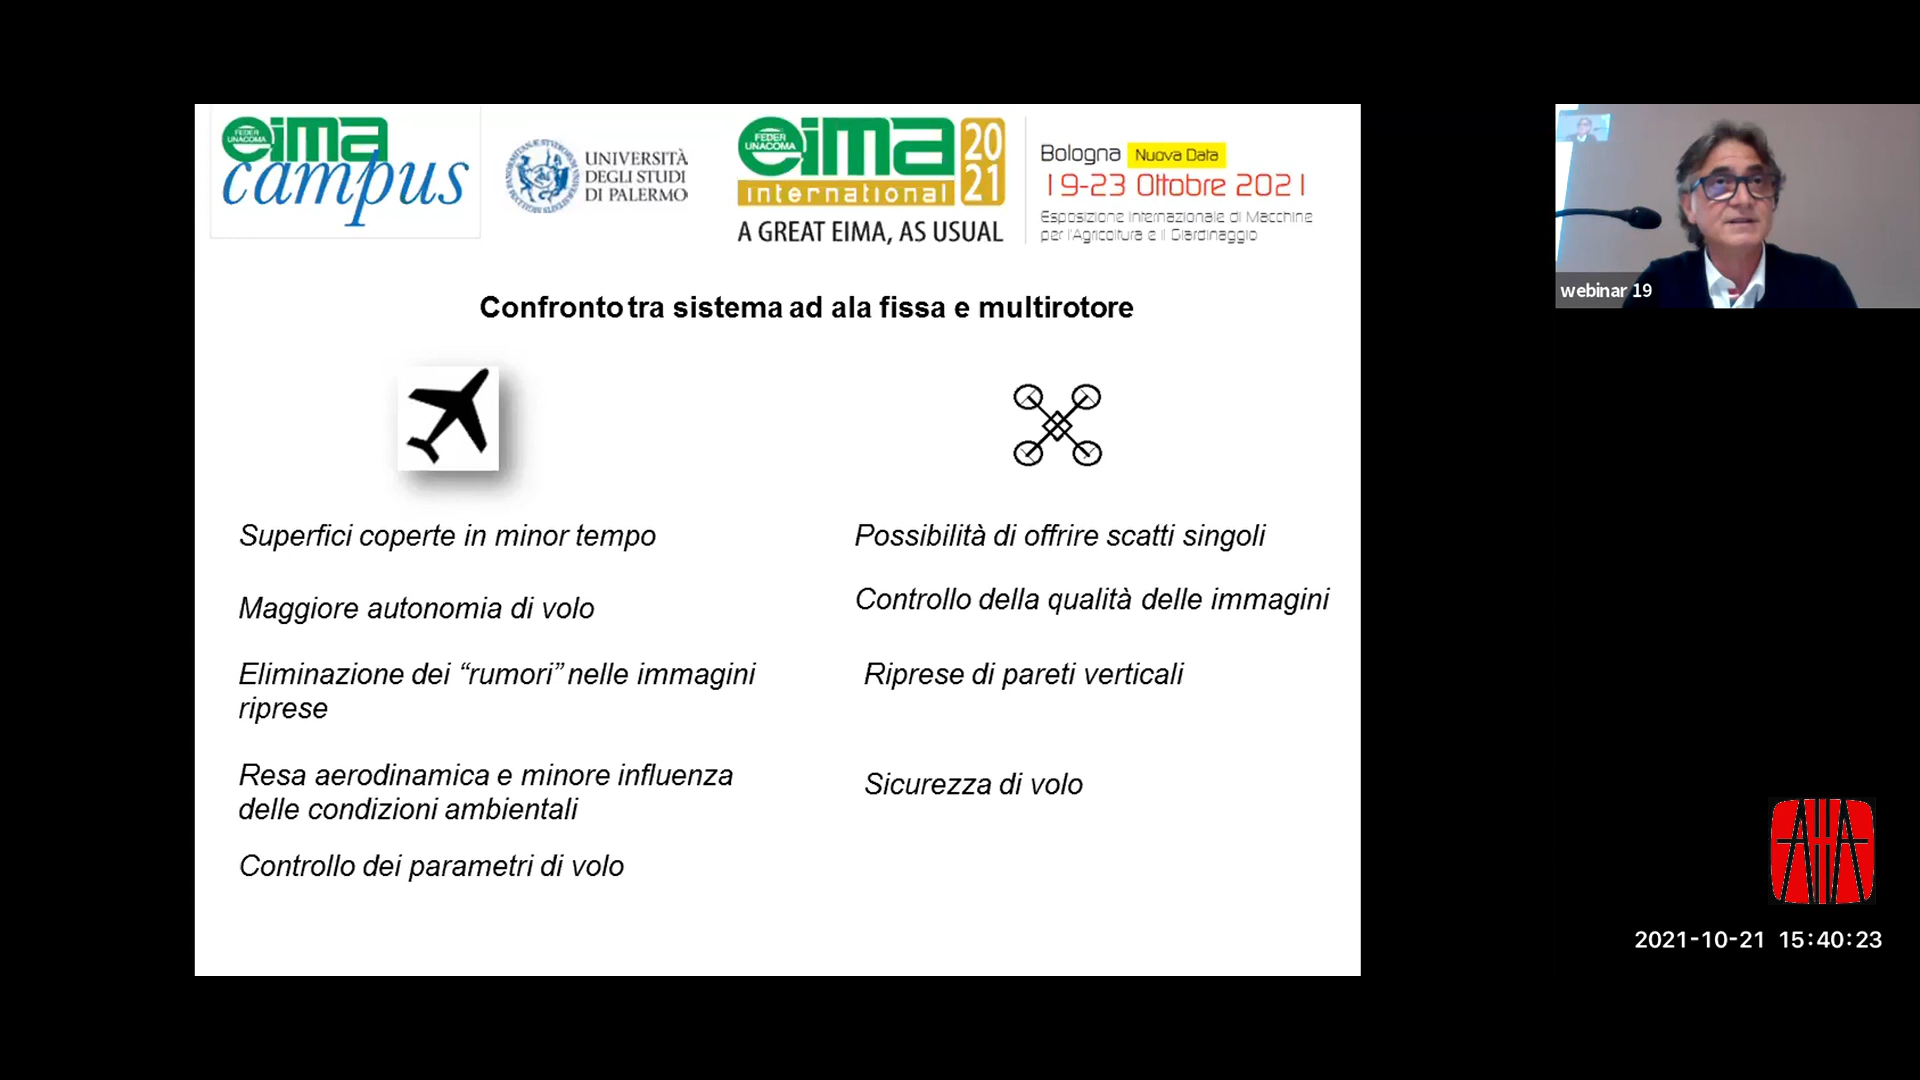 FEDER
UNACOMA
eima
campus
UNIVERSITÀ
DEGLI STUDI
DI PALERMO
FEDER
UNACOMA
eima
international
20
21
A GREAT EIMA, AS USUAL
Bologna Nuova Data
19-23 Ottobre 2021
Esposizione Internazionale di Macchine
per l'Agricoltura e il Giardinaggio
webinar 19
Confronto tra sistema ad ala fissa e multirotore
Superfici coperte in minor tempo
Maggiore autonomia di volo
Eliminazione dei “rumori” nelle immagini
riprese
Resa aerodinamica e minore influenza
delle condizioni ambientali
Controllo dei parametri di volo
Possibilità di offrire scatti singoli
Controllo della qualità delle immagini
Riprese di pareti verticali
Sicurezza di volo
2021-10-21 15:40:23